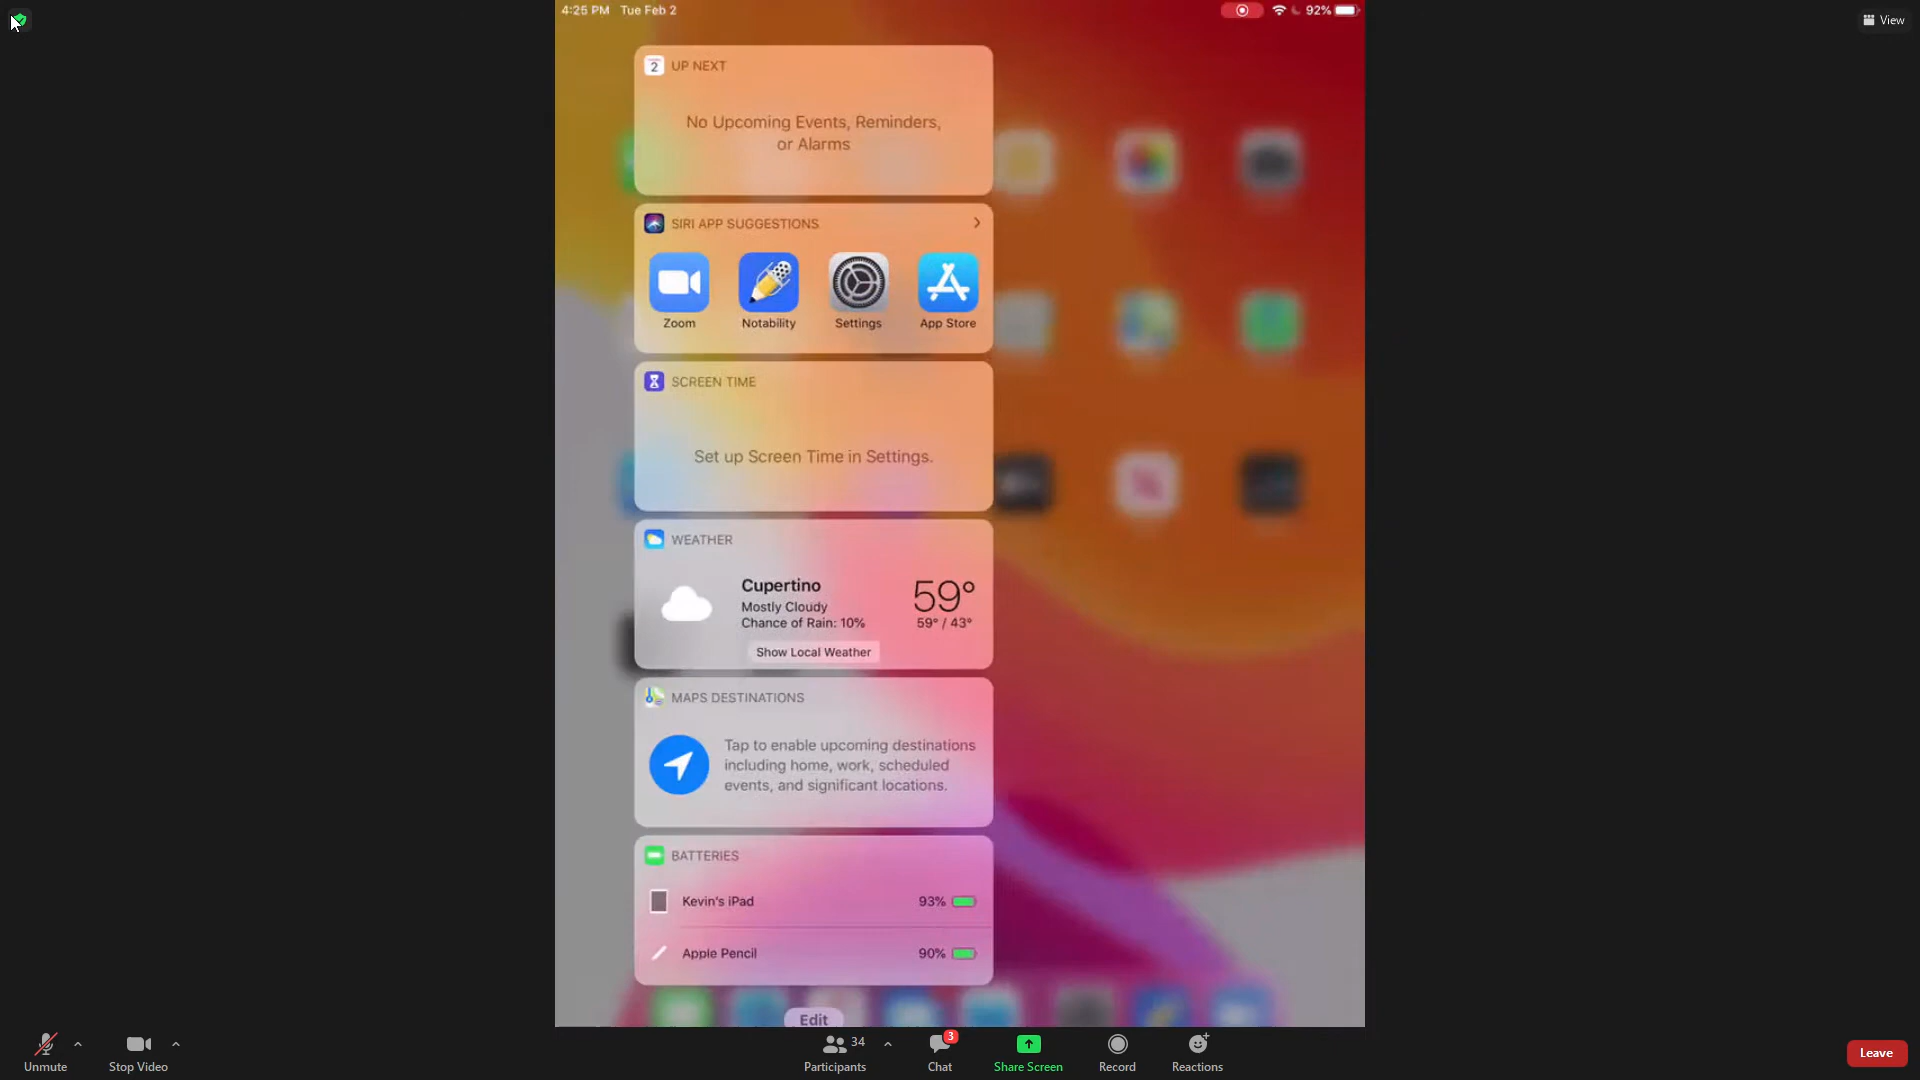 4:25 PM Tue Feb 2
92%
View
2 UP NEXT
No Upcoming Events, Reminders,
or Alarms
SIRI APP SUGGESTIONS
Zoom Notability Settings App Store
SCREEN TIME
Set up Screen Time in Settings.
WEATHER
Cupertino
Mostly Cloudy
Chance of Rain: 10%
59°
59° / 43°
Show Local Weather
MAPS DESTINATIONS
Tap to enable upcoming destinations
including home, work, scheduled
events, and significant locations.
BATTERIES
Kevin's iPad 93%
Apple Pencil 90%
Edit
Unmute
Stop Video
34
Participants
3
Chat
Share Screen
Record
Reactions
Leave